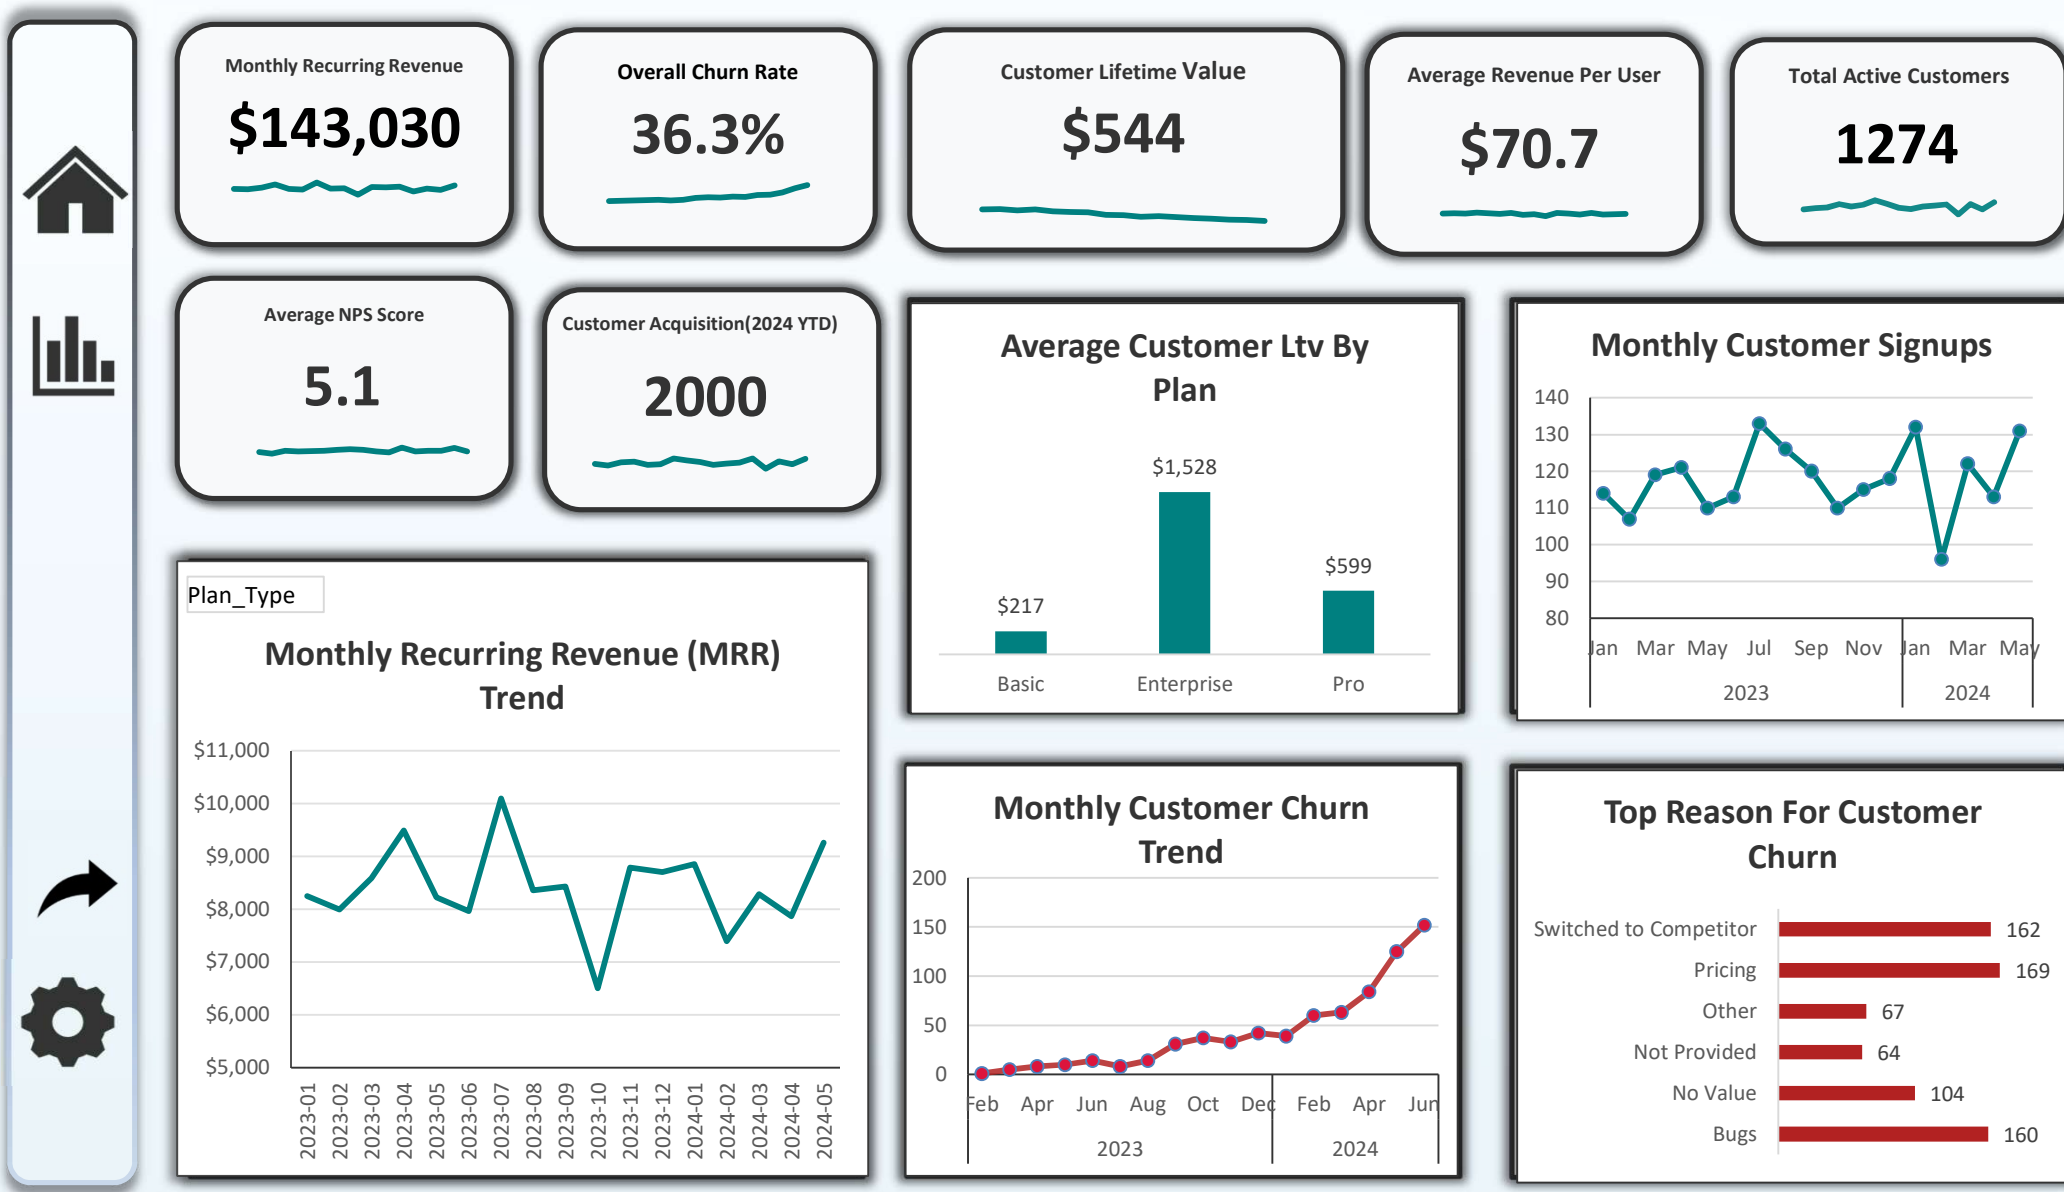 Monthly Recurring Revenue
$143,030
Overall Churn Rate
36.3%
Customer Lifetime Value
$544
Average Revenue Per User
$70.7
Total Active Customers
1274
Average NPS Score
5.1
Customer Acquisition(2024 YTD)
2000
Average Customer Ltv By
Plan
$1,528
$599
$217
Basic Enterprise Pro
Monthly Customer Signups
140
130
120
110
100
90
80
Jan Mar May Jul Sep Nov Jan Mar May
2023 2024
Plan_Type
Monthly Recurring Revenue (MRR)
Trend
$11,000
$10,000
$9,000
$8,000
$7,000
$6,000
$5,000
2023-01
2023-02
2023-03
2023-04
2023-05
2023-06
2023-07
2023-08
2023-09
2023-10
2023-11
2023-12
2024-01
2024-02
2024-03
2024-04
2024-05
Monthly Customer Churn
Trend
200
150
100
50
0
Feb Apr Jun Aug Oct Dec Feb Apr Jun
2023 2024
Top Reason For Customer
Churn
Switched to Competitor 162
Pricing 169
Other 67
Not Provided 64
No Value 104
Bugs 160